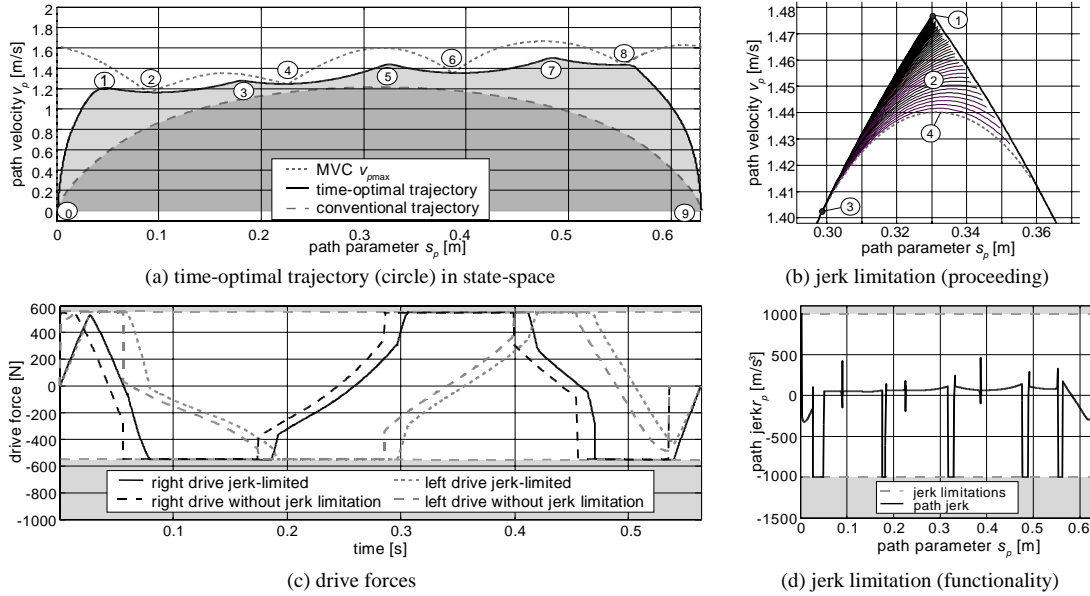 2
1.8
1.6
1.4
1.2
1
0.8
0.6
0.4
0.2
0
path velocity v_p [m/s]
1
2
3
4
5
6
7
8
0
9
MVC v_pmax
time-optimal trajectory
conventional trajectory
0 0.1 0.2 0.3 0.4 0.5 0.6
path parameter s_p [m]
(a) time-optimal trajectory (circle) in state-space
1.48
1.47
1.46
1.45
1.44
1.43
1.42
1.41
1.40
path velocity v_p [m/s]
1
2
4
3
0.30 0.32 0.34 0.36
path parameter s_p [m]
(b) jerk limitation (proceeding)
600
400
200
0
-200
-400
-600
-800
-1000
drive force [N]
right drive jerk-limited
left drive jerk-limited
right drive without jerk limitation
left drive without jerk limitation
0 0.1 0.2 0.3 0.4 0.5
time [s]
(c) drive forces
1000
500
0
-500
-1000
-1500
path jerk r_p [m/s³]
jerk limitations
path jerk
0 0.1 0.2 0.3 0.4 0.5 0.6
path parameter s_p [m]
(d) jerk limitation (functionality)